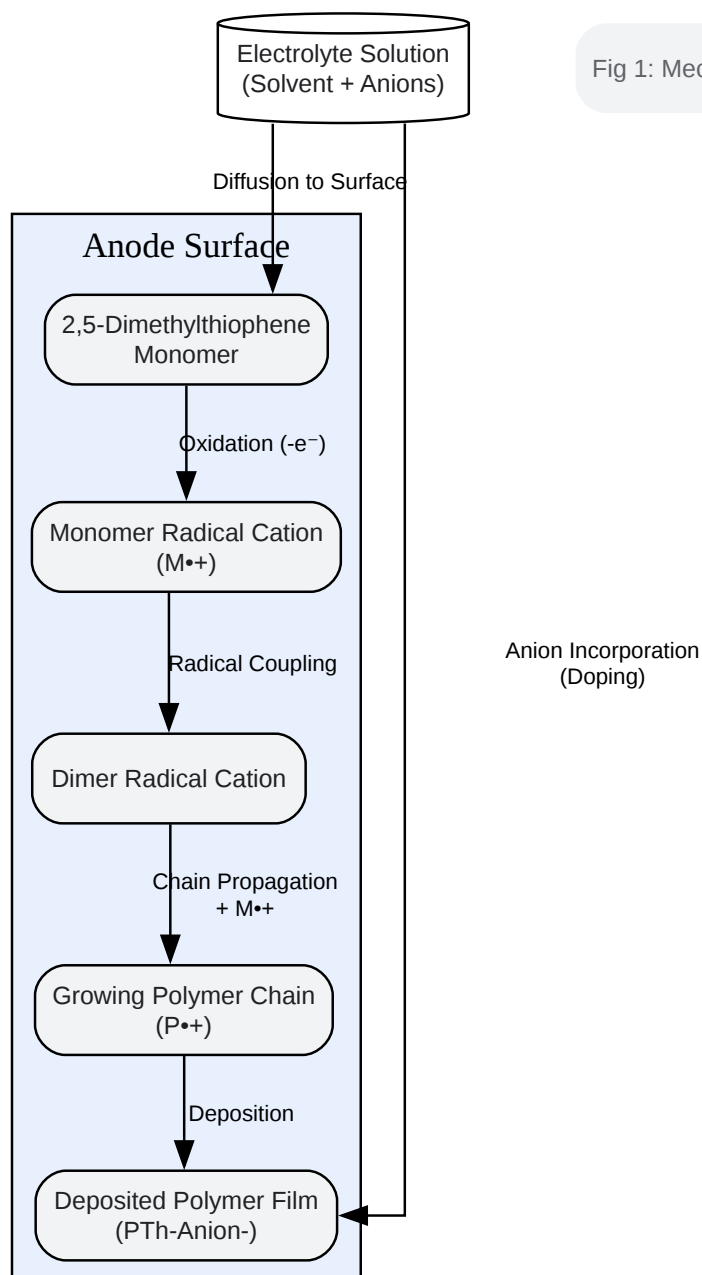 Electrolyte Solution
(Solvent + Anions)
Fig 1:
Diffusion to Surface
Anode Surface
2,5-Dimethylthiophene
Monomer
Oxidation (-e⁻)
Monomer Radical Cation
(M•+)
Radical Coupling
Anion Incorporation
(Doping)
Dimer Radical Cation
Chain Propagation
+ M•+
Growing Polymer Chain
(P•+)
Deposition
Deposited Polymer Film
(PTh-Anion-)